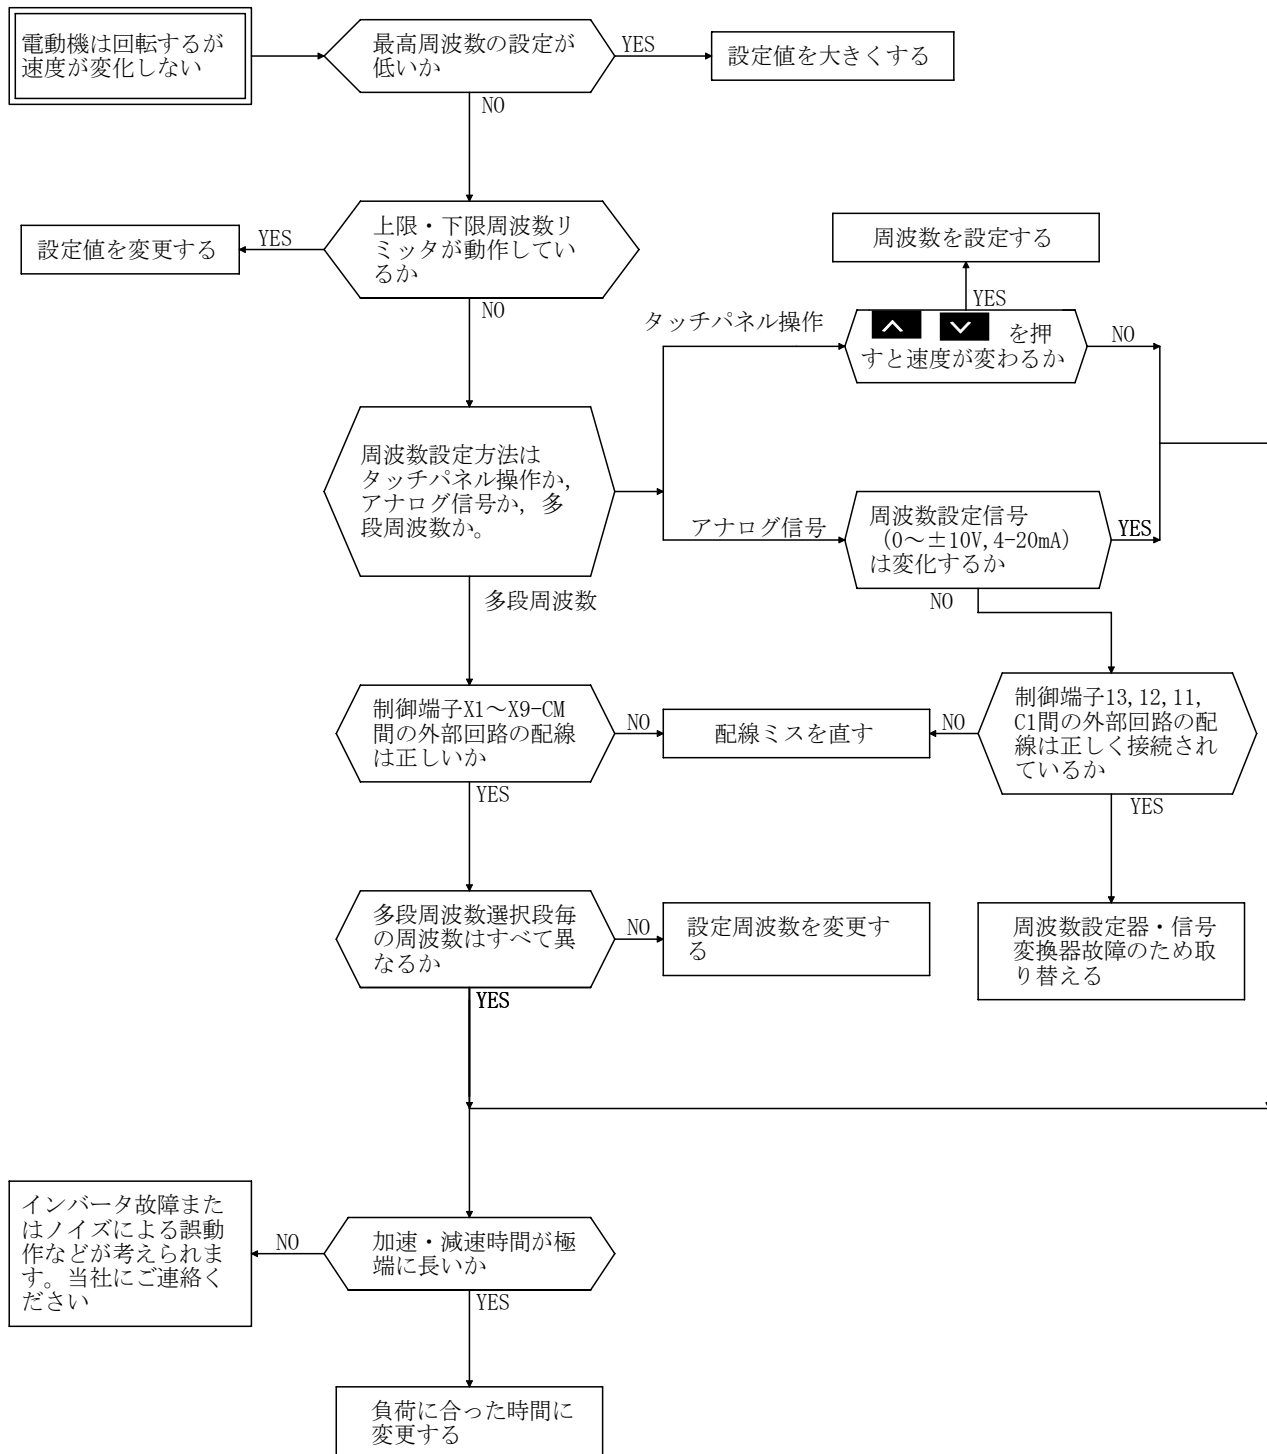 電動機は回転するが
速度が変化しない
最高周波数の設定が
低いか
YES
設定値を大きくする
NO
上限・下限周波数リ
ミッタが動作してい
るか
YES
設定値を変更する
NO
周波数を設定する
YES
タッチパネル操作
を押
すと速度が変わるか
NO
周波数設定方法は
タッチパネル操作か,
アナログ信号か, 多
段周波数か。
アナログ信号
周波数設定信号
(0～±10V,4-20mA)
は変化するか
YES
NO
多段周波数
制御端子X1～X9-CM
間の外部回路の配線
は正しいか
NO
配線ミスを直す
NO
制御端子13,12,11,
C1間の外部回路の配
線は正しく接続され
ているか
YES
YES
多段周波数選択段毎
の周波数はすべて異
なるか
NO
設定周波数を変更す
る
周波数設定器・信号
変換器故障のため取
り替える
YES
インバータ故障また
はノイズによる誤動
作などが考えられま
す。当社にご連絡く
ださい
NO
加速・減速時間が極
端に長いか
YES
負荷に合った時間に
変更する